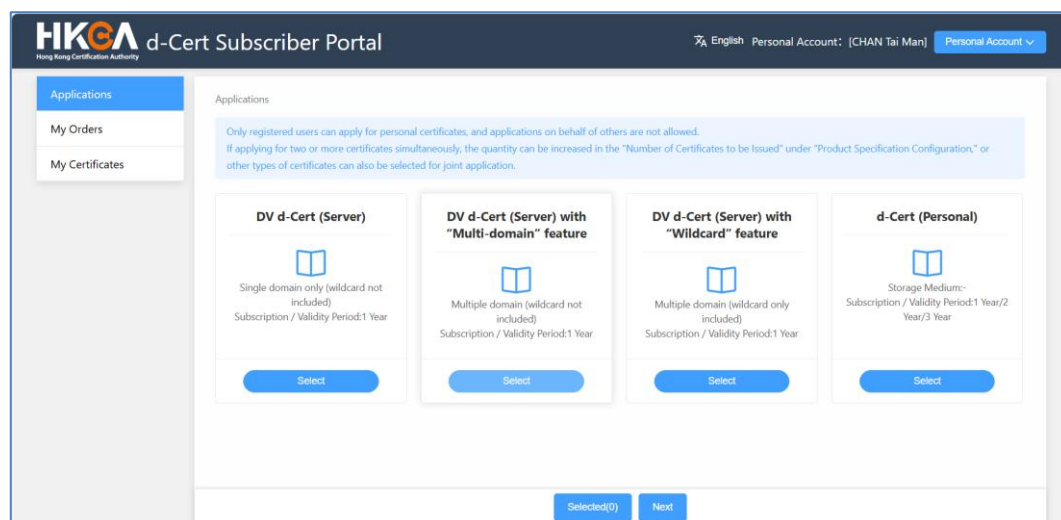 HKCA d-Cert Subscriber Portal
Hong Kong Certification Authority
English Personal Account: [CHAN Tai Man] Personal Account
Applications
My Orders
My Certificates
Applications
Only registered users can apply for personal certificates, and applications on behalf of others are not allowed.
If applying for two or more certificates simultaneously, the quantity can be increased in the "Number of Certificates to be Issued" under "Product Specification Configuration," or
other types of certificates can also be selected for joint application.
DV d-Cert (Server)
Single domain only (wildcard not
included)
Subscription / Validity Period:1 Year
Select
DV d-Cert (Server) with
"Multi-domain" feature
Multiple domain (wildcard not
included)
Subscription / Validity Period:1 Year
Select
DV d-Cert (Server) with
"Wildcard" feature
Multiple domain (wildcard only
included)
Subscription / Validity Period:1 Year
Select
d-Cert (Personal)
Storage Medium:-
Subscription / Validity Period:1 Year/2
Year/3 Year
Select
Selected(0) Next